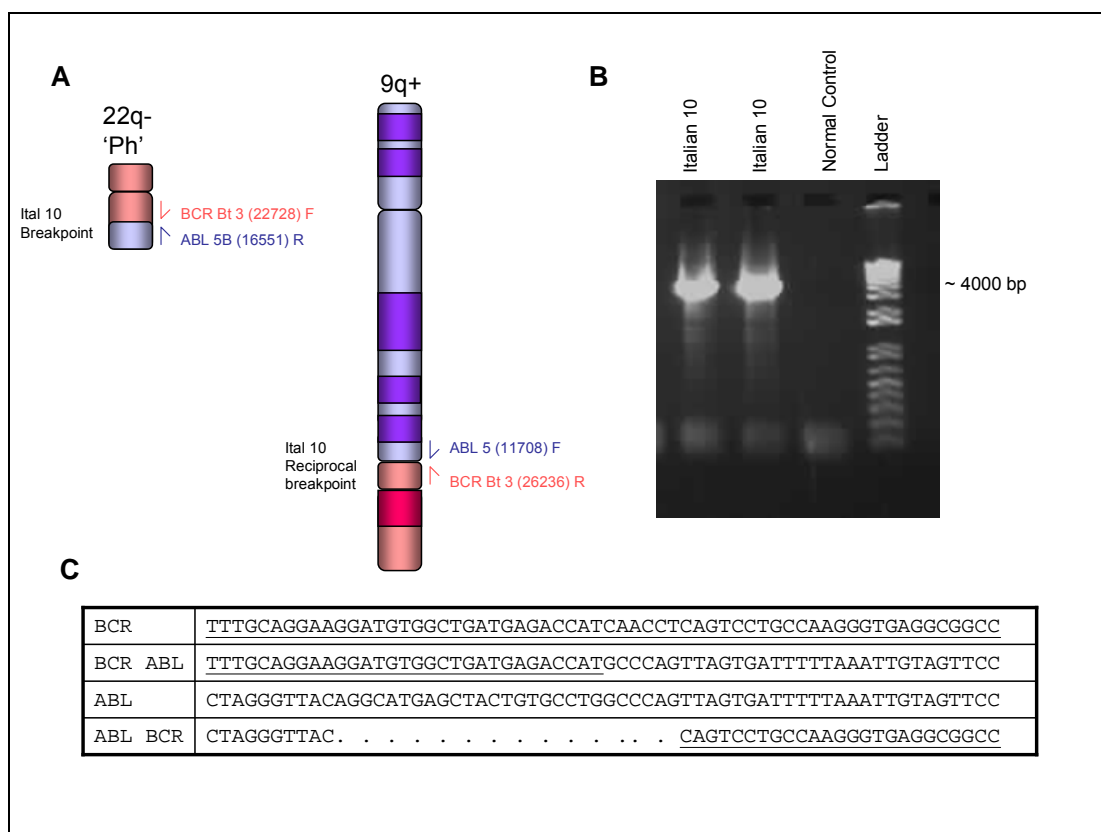 A
22q-
'Ph'
Ital 10
Breakpoint
BCR Bt 3 (22728) F
ABL 5B (16551) R
9q+
Ital 10
Reciprocal
breakpoint
ABL 5 (11708) F
BCR Bt 3 (26236) R
B
Italian 10
Italian 10
Normal Control
Ladder
~ 4000 bp
C
BCR TTTGCAGGAAGGATGTGGCTGATGAGACCATCAACCTCAGTCCTGCCAAGGGTGAGGCGGCC
BCR ABL TTTGCAGGAAGGATGTGGCTGATGAGACCATGCCCAGTTAGTGATTTTTAAATTGTAGTTCC
ABL CTAGGGTTACAGGCATGAGCTACTGTGCCTGGCCCAGTTAGTGATTTTTAAATTGTAGTTCC
ABL BCR CTAGGGTTAC. . . . . . . . . . . . . . CAGTCCTGCCAAGGGTGAGGCGGCC